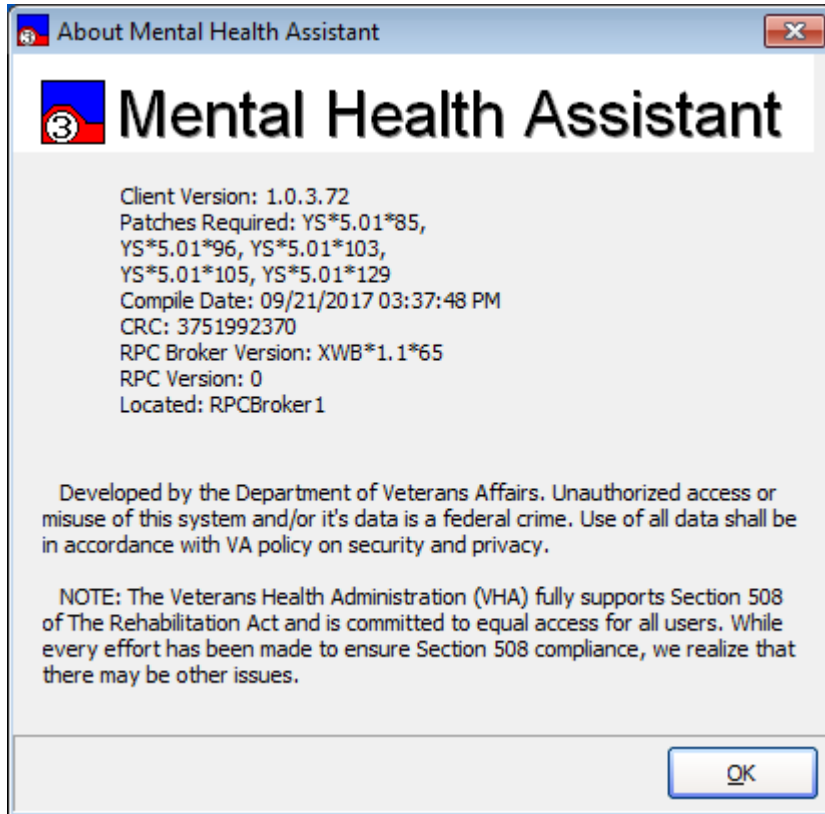 About Mental Health Assistant
3 Mental Health Assistant
Client Version: 1.0.3.72
Patches Required: YS*5.01*85,
YS*5.01*96, YS*5.01*103,
YS*5.01*105, YS*5.01*129
Compile Date: 09/21/2017 03:37:48 PM
CRC: 3751992370
RPC Broker Version: XWB*1.1*65
RPC Version: 0
Located: RPCBroker1
Developed by the Department of Veterans Affairs. Unauthorized access or
misuse of this system and/or it's data is a federal crime. Use of all data shall be
in accordance with VA policy on security and privacy.
NOTE: The Veterans Health Administration (VHA) fully supports Section 508
of The Rehabilitation Act and is committed to equal access for all users. While
every effort has been made to ensure Section 508 compliance, we realize that
there may be other issues.
OK